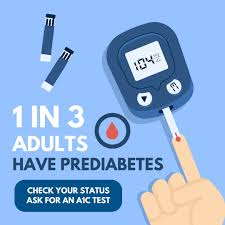 104
1 IN 3
ADULTS
HAVE PREDIABETES
CHECK YOUR STATUS
ASK FOR AN A1C TEST